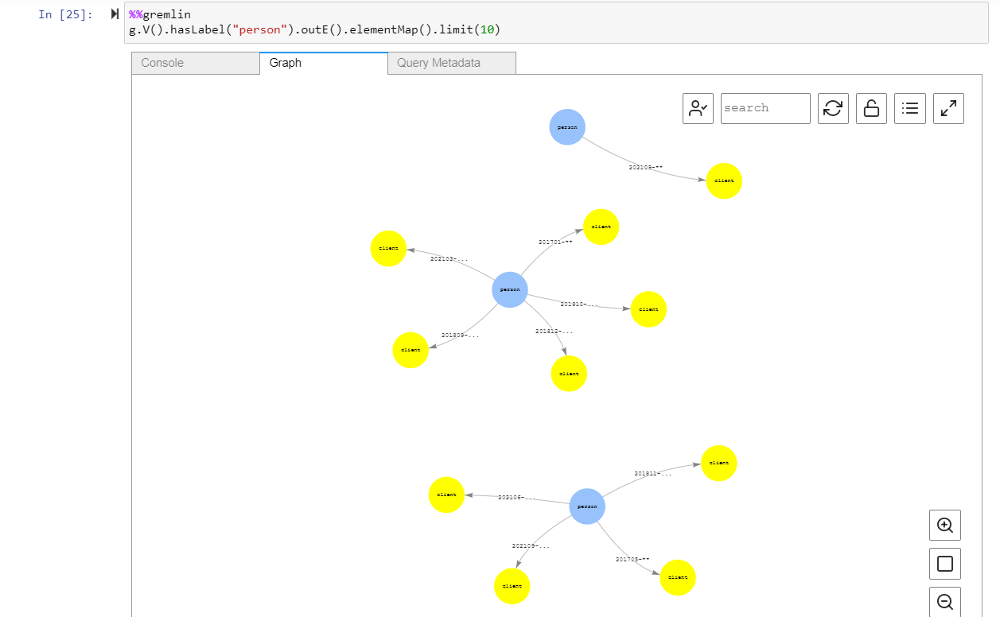 In [25]:
%%gremlin
g.V().hasLabel("person").outE().elementMap().limit(10)
Console
Graph
Query Metadata
search
person
202109-**
client
client
201701-**
client
202103-...
person
201810-...
client
201809-...
201812-...
client
client
client
201811-...
client
202106-...
person
202109-...
201705-**
client
client